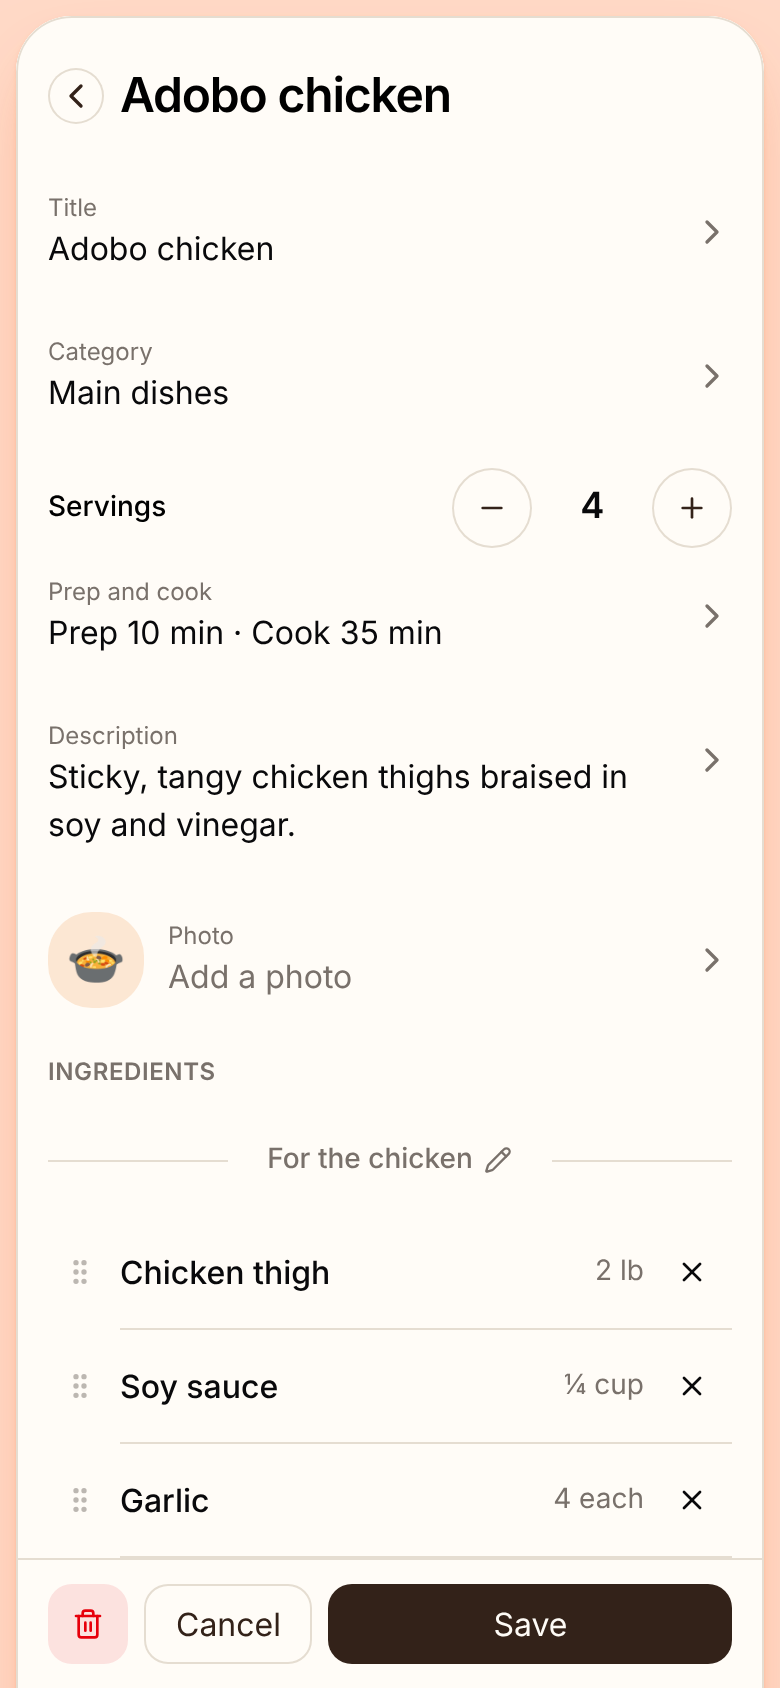 Adobo chicken
Title
Adobo chicken
Category
Main dishes
Servings
4
Prep and cook
Prep 10 min · Cook 35 min
Description
Sticky, tangy chicken thighs braised in
soy and vinegar.
Photo
Add a photo
INGREDIENTS
For the chicken
Chicken thigh 2 lb
Soy sauce ¼ cup
Garlic 4 each
Cancel Save